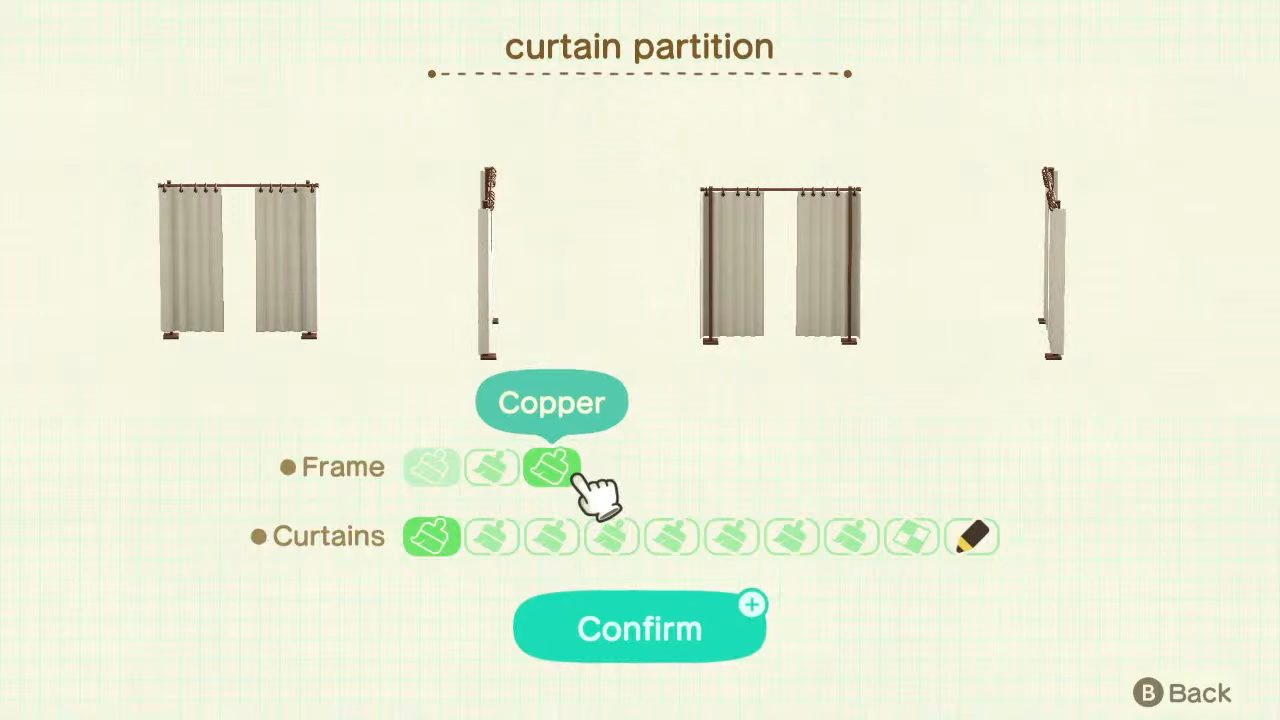 curtain partition
Copper
Frame
Curtains
Confirm
B Back